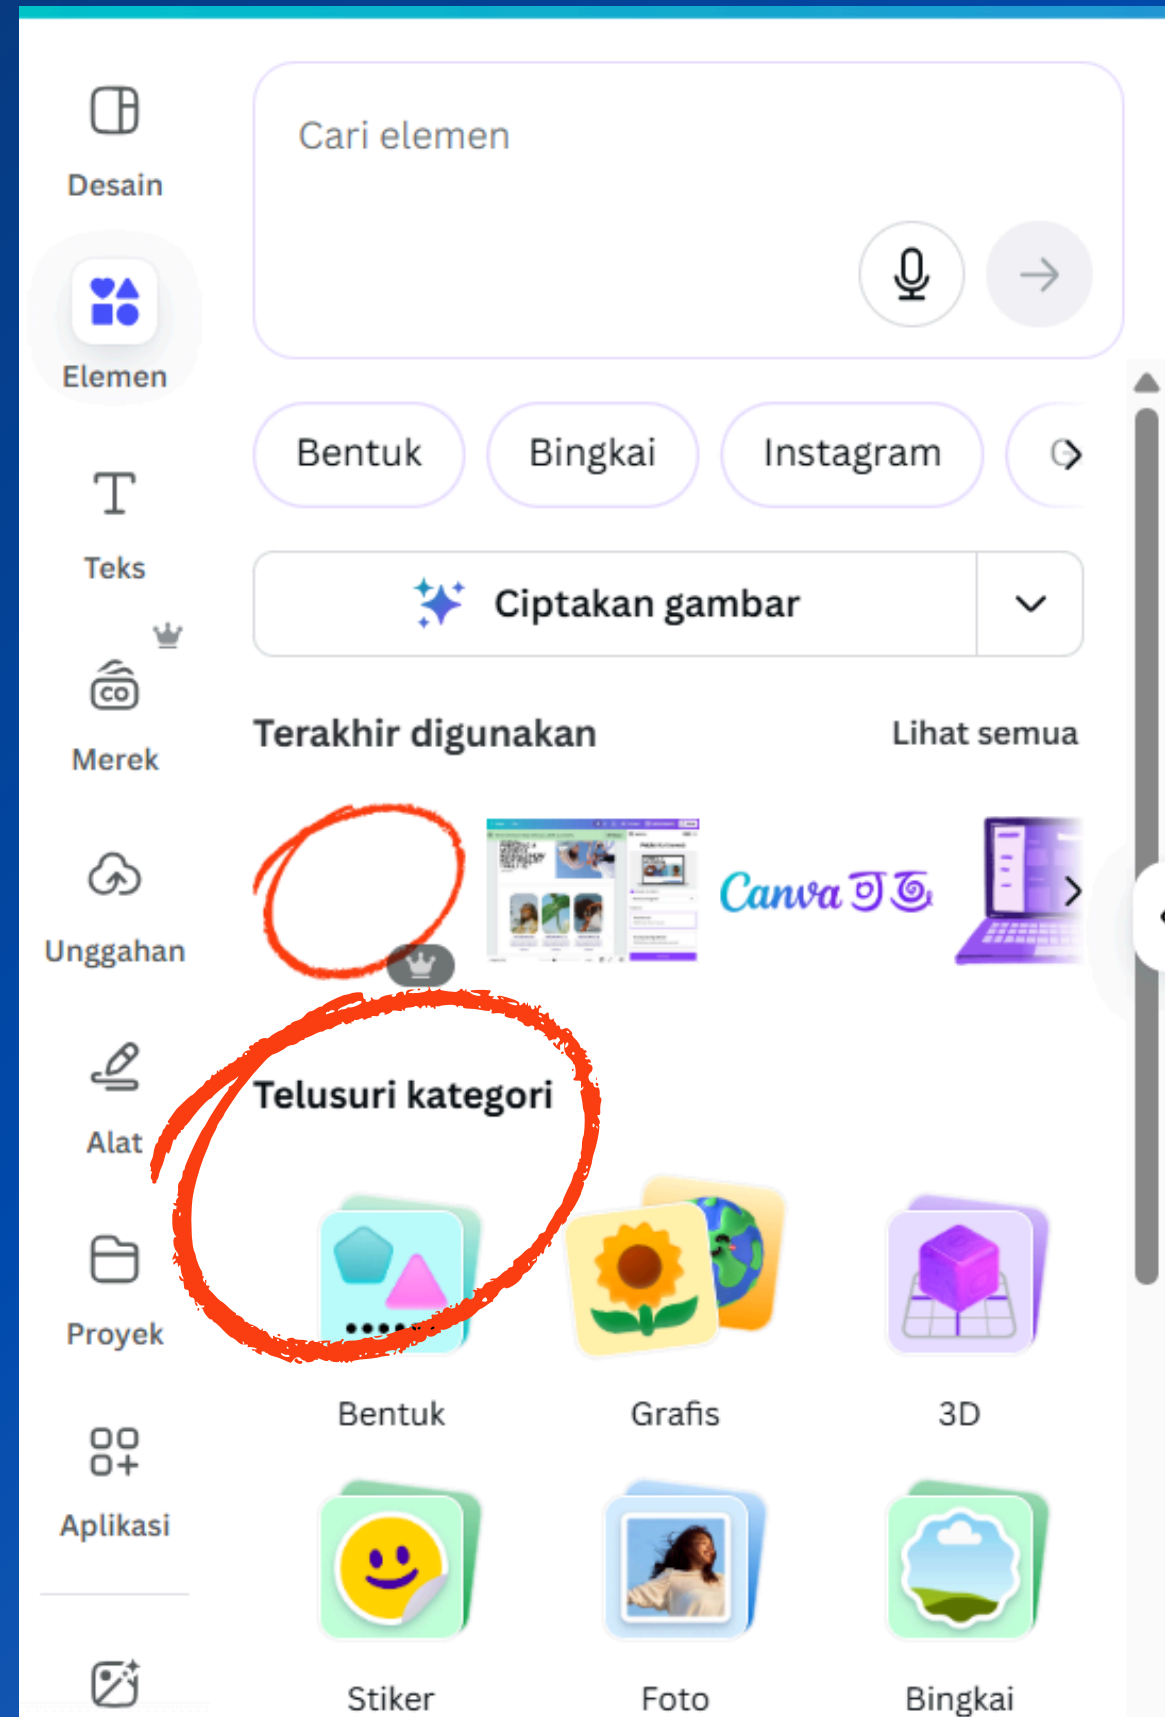 Cari elemen
Desain
Elemen
Bentuk
Bingkai
Instagram
Teks
Ciptakan gambar
CO
Merek
Terakhir digunakan
Lihat semua
Canva
Unggahan
Telusuri kategori
Alat
Proyek
Bentuk
Grafis
3D
Aplikasi
Stiker
Foto
Bingkai